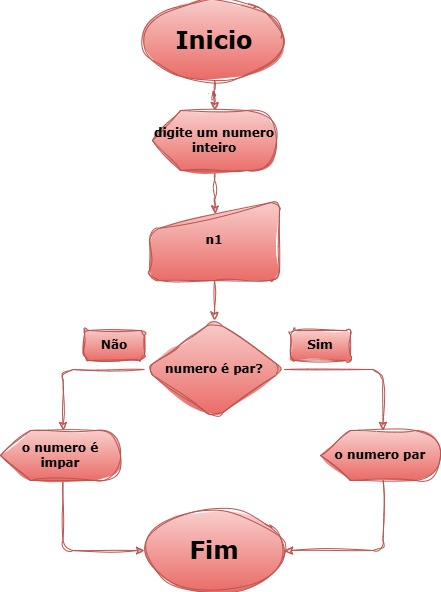 Inicio
digite um numero
inteiro
n1
Não
Sim
numero é par?
o numero é
impar
o numero par
Fim